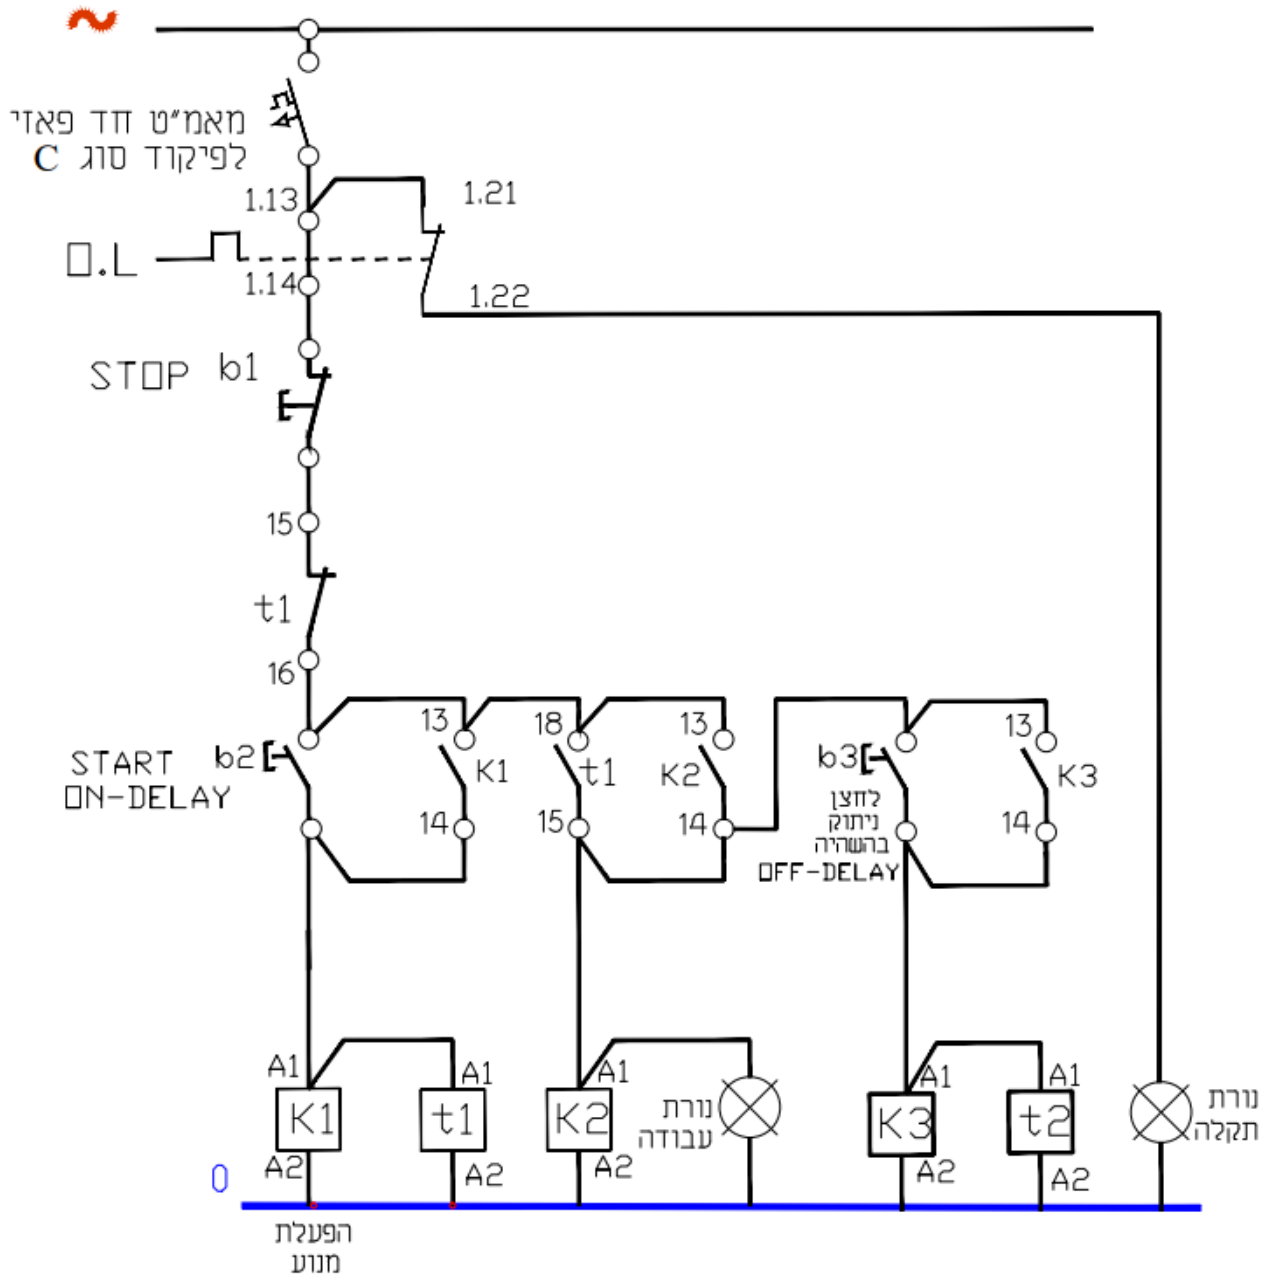 מאמ"ט חד פאזי
לפיקוד סוג C
1.13
1.21
O.L
1.14
1.22
STOP b1
15
t1
16
13
18
13
13
START
ON-DELAY
b2
K1
t1
K2
b3
K3
לחצן
ניתוק
בהשהיה
OFF-DELAY
14
15
14
14
A1
A1
A1
A1
A1
K1
t1
K2
נורת
עבודה
K3
t2
נורת
תקלה
A2
A2
A2
A2
A2
0
הפעלת
מנוע